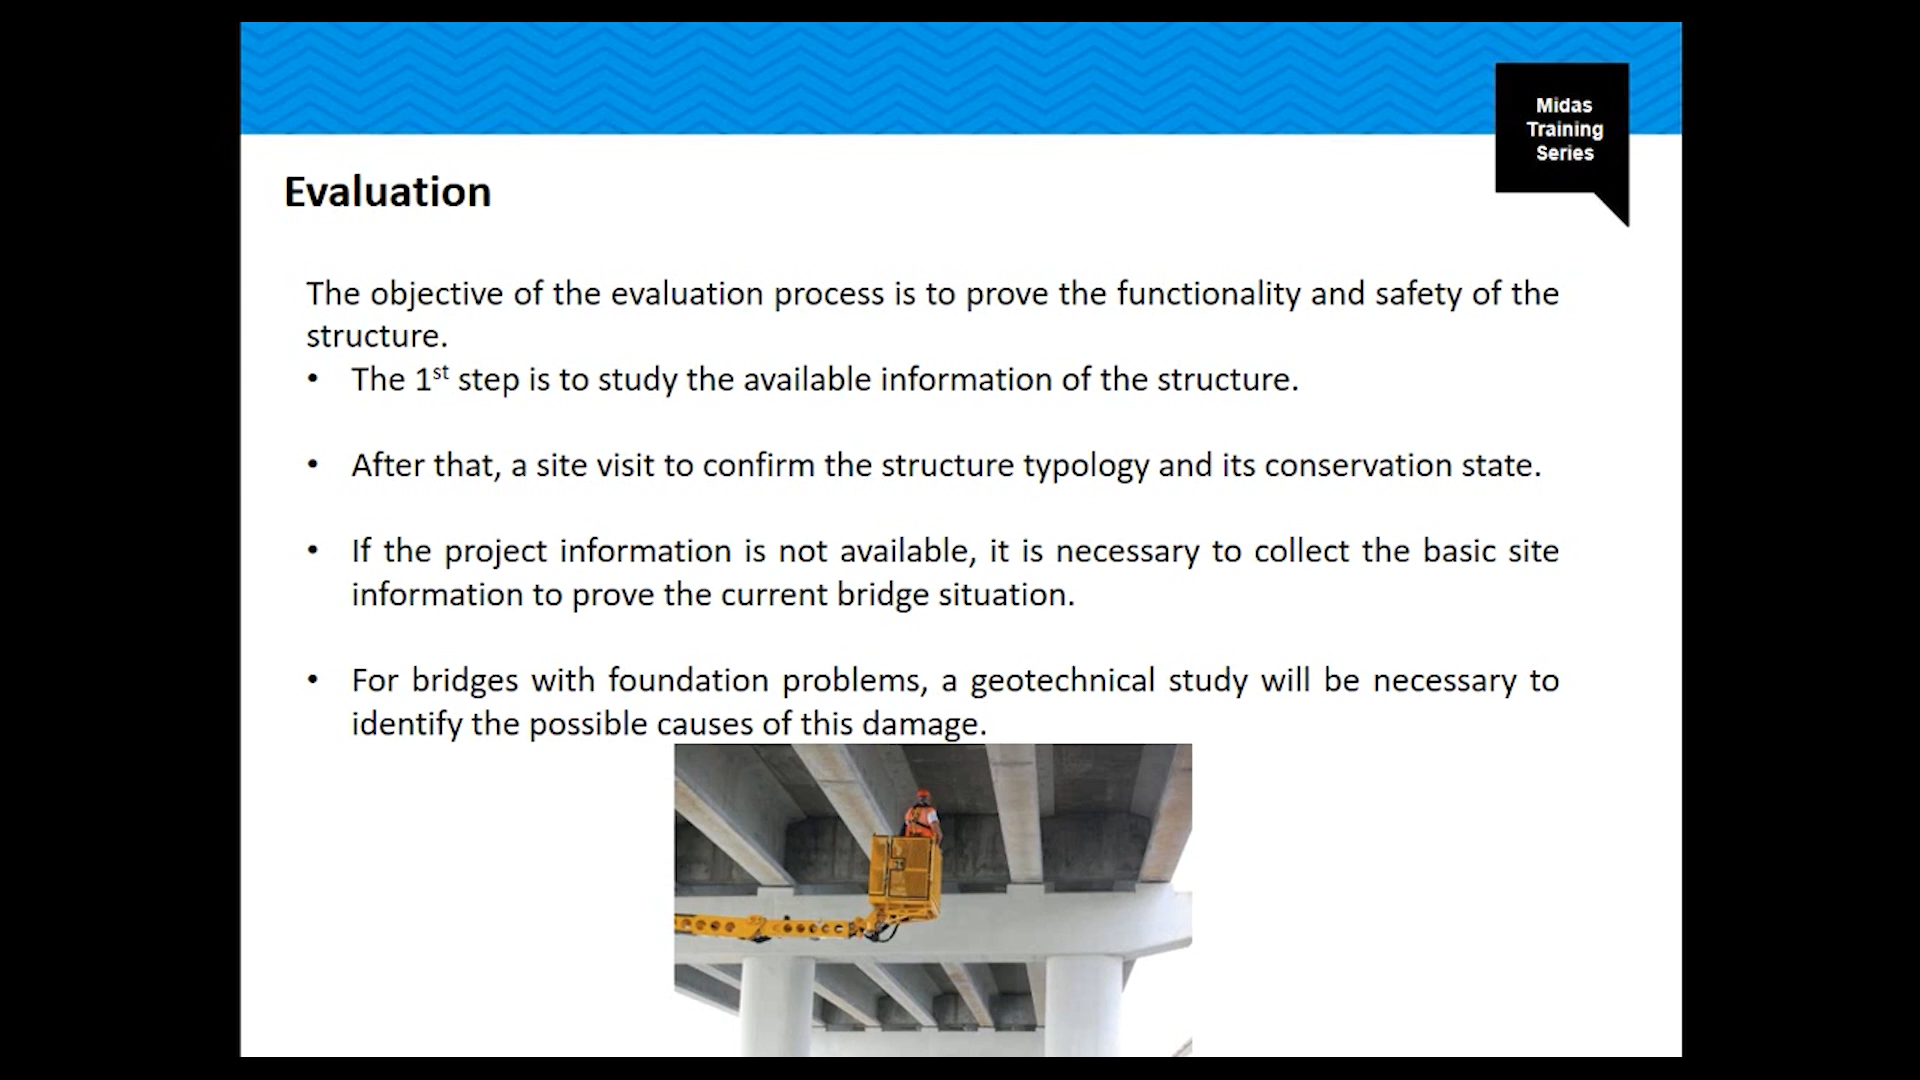 Midas
Training
Series
Evaluation
The objective of the evaluation process is to prove the functionality and safety of the
structure.
• The 1st step is to study the available information of the structure.
• After that, a site visit to confirm the structure typology and its conservation state.
• If the project information is not available, it is necessary to collect the basic site
information to prove the current bridge situation.
• For bridges with foundation problems, a geotechnical study will be necessary to
identify the possible causes of this damage.